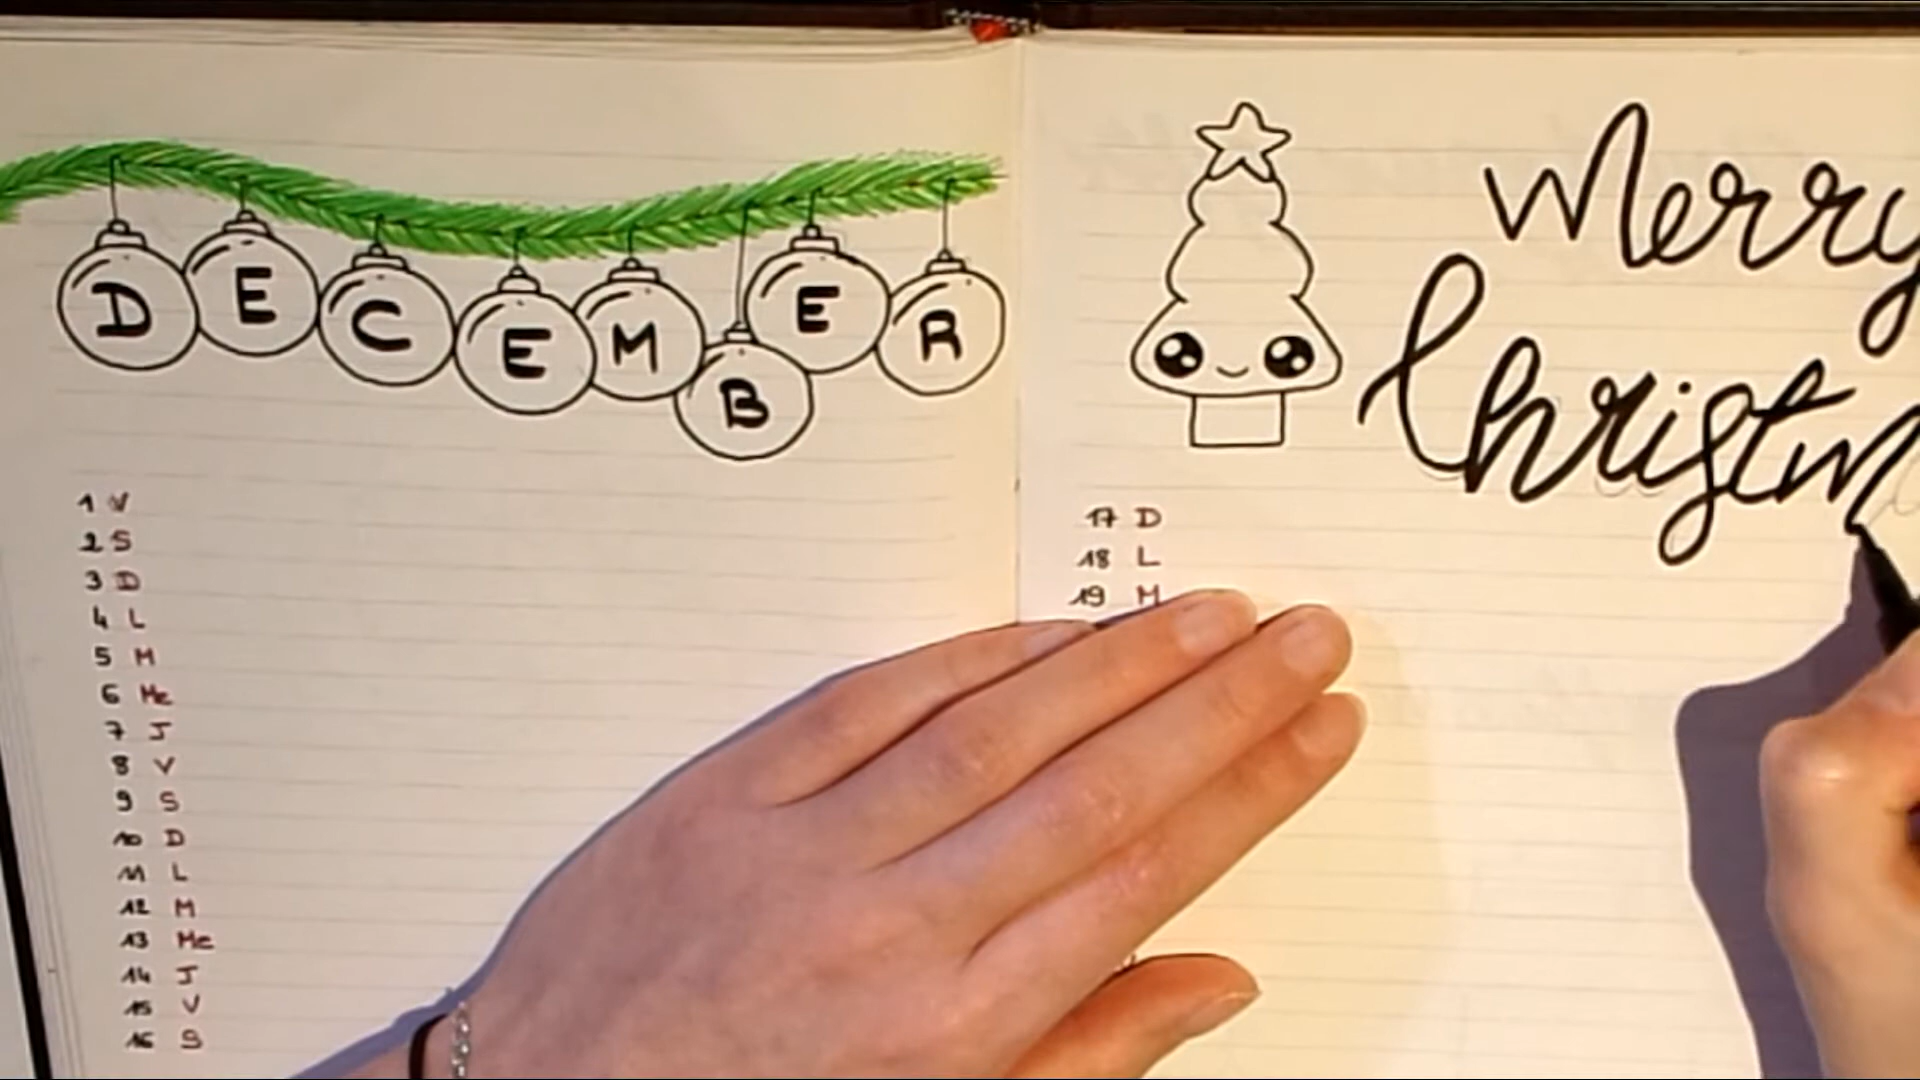 DECEMBER
1 V
2 S
3 D
4 L
5 M
6 Me
7 J
8 V
9 S
10 D
11 L
12 M
13 Me
14 J
15 V
16 S
Merry
Christm
17 D
18 L
19 M